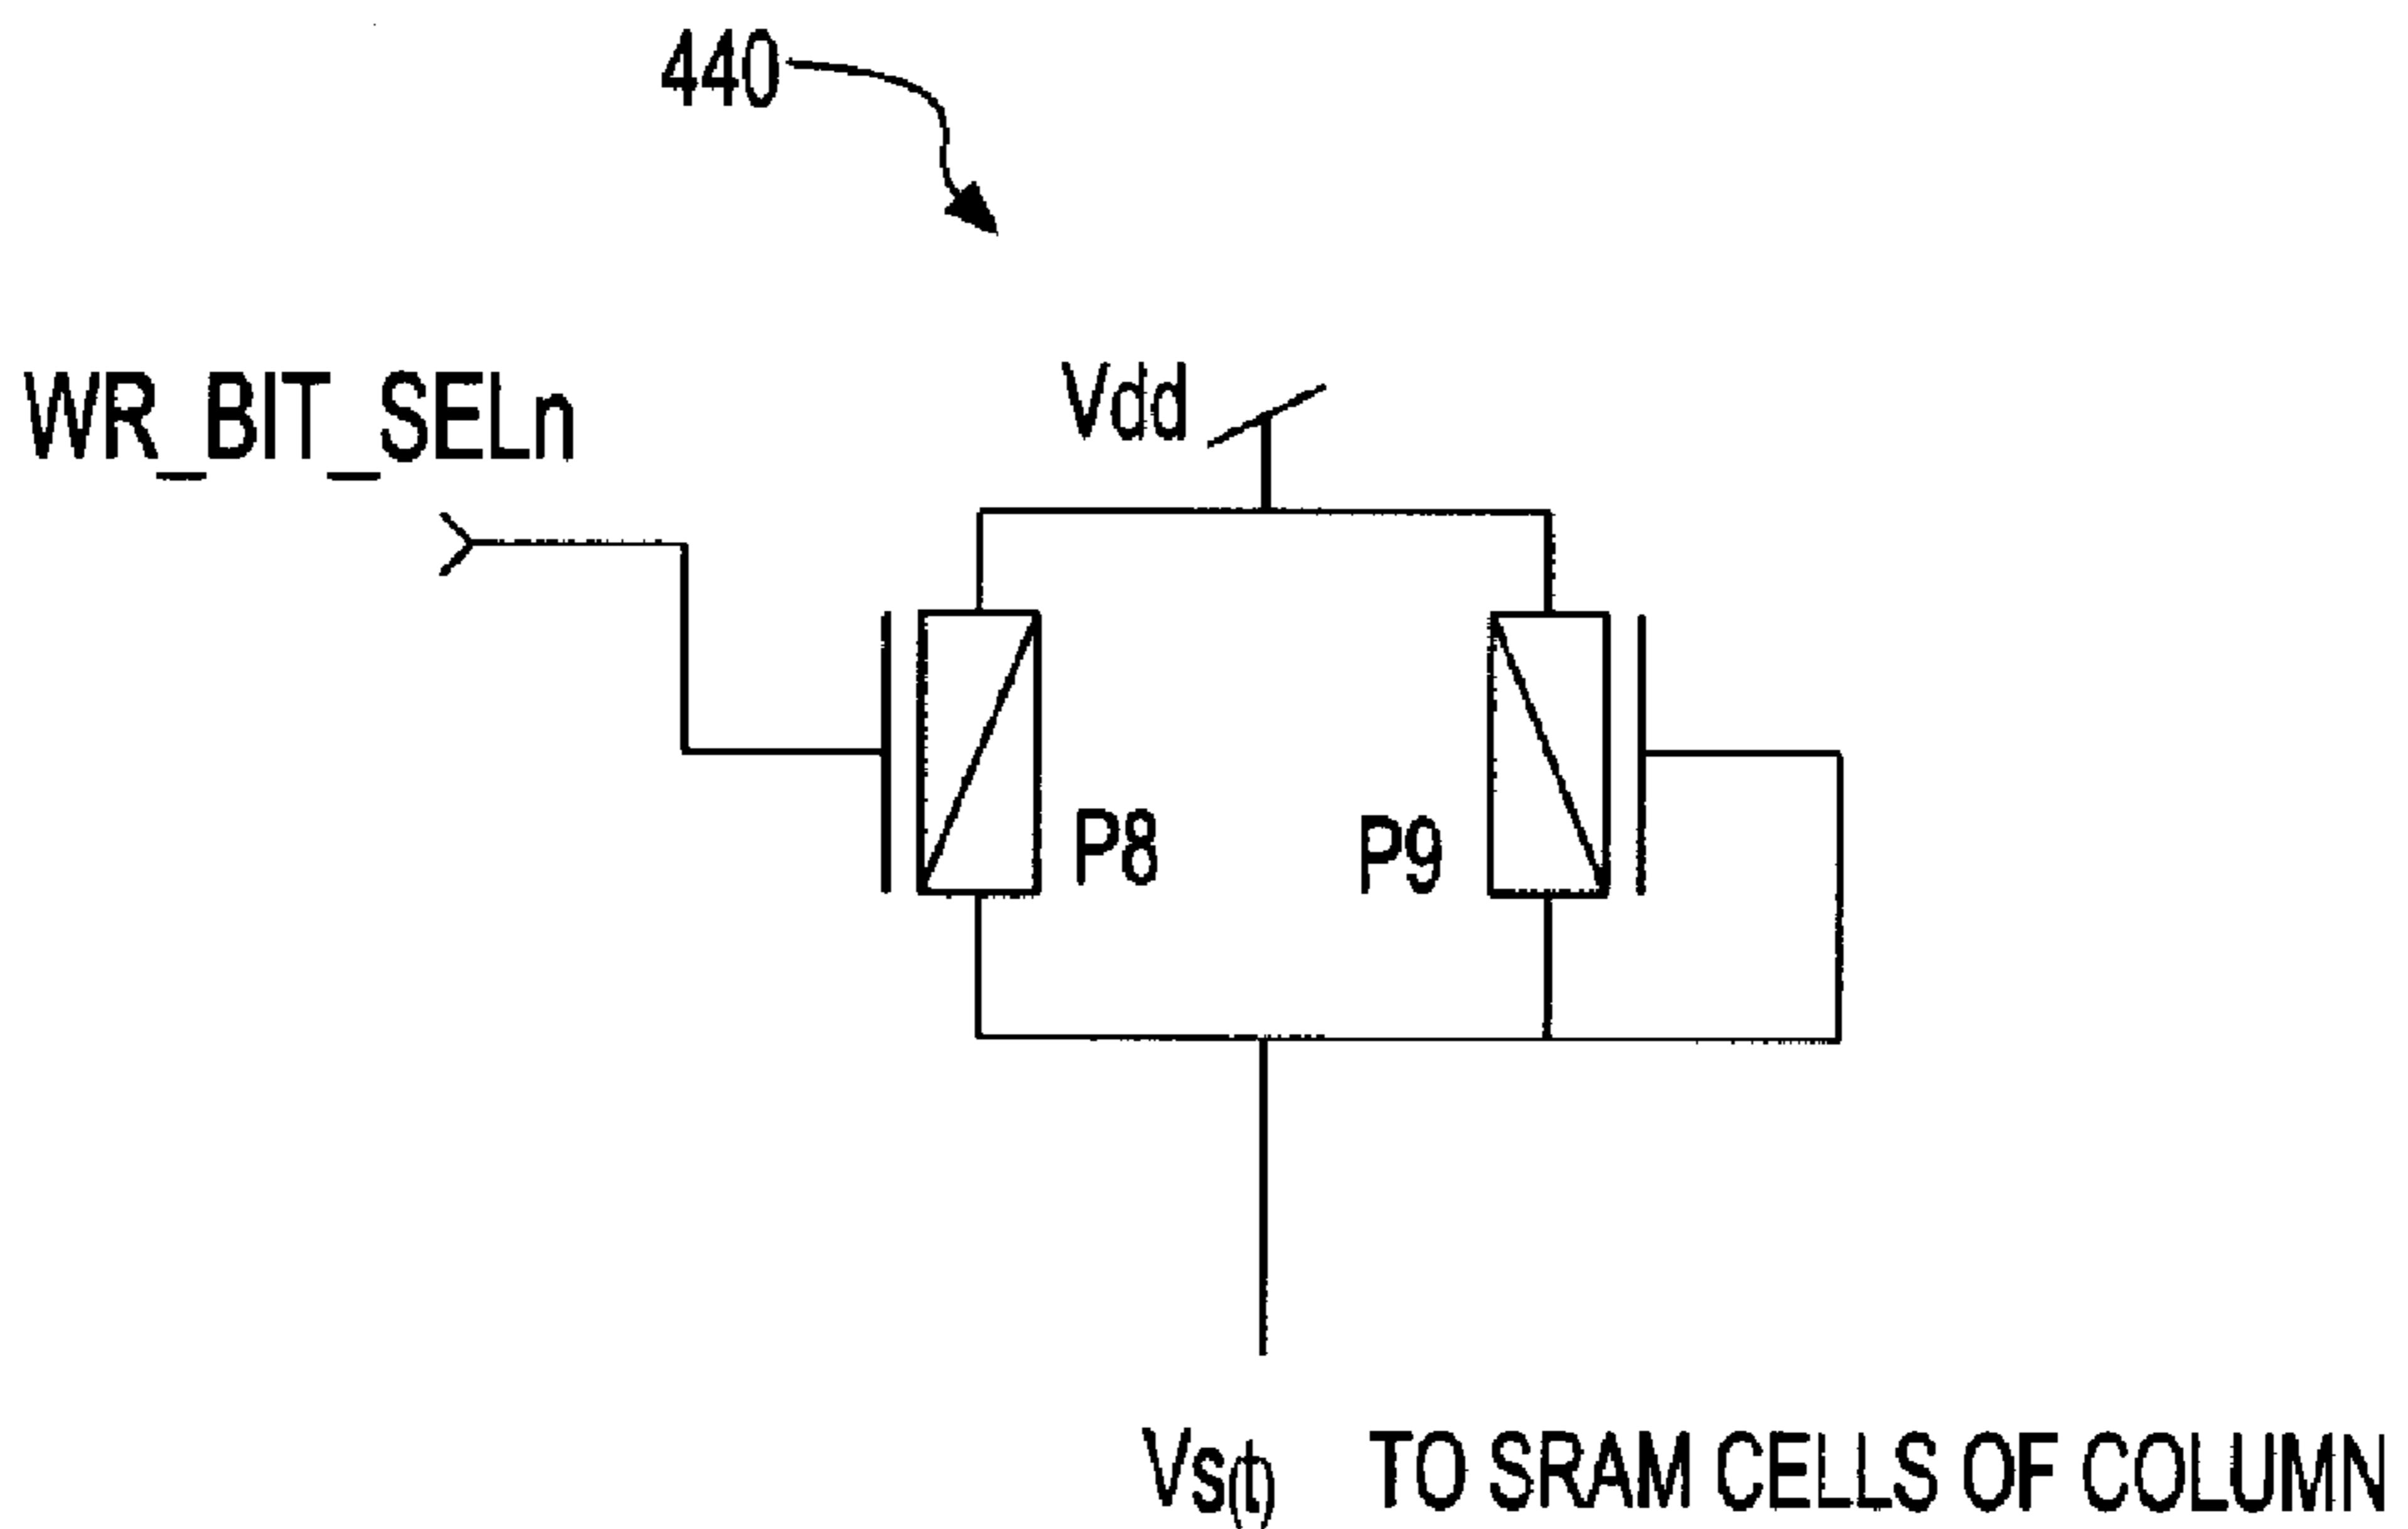 440
WR_BIT_SELn
Vdd
P8
P9
Vs(t) TO SRAM CELLS OF COLUMN